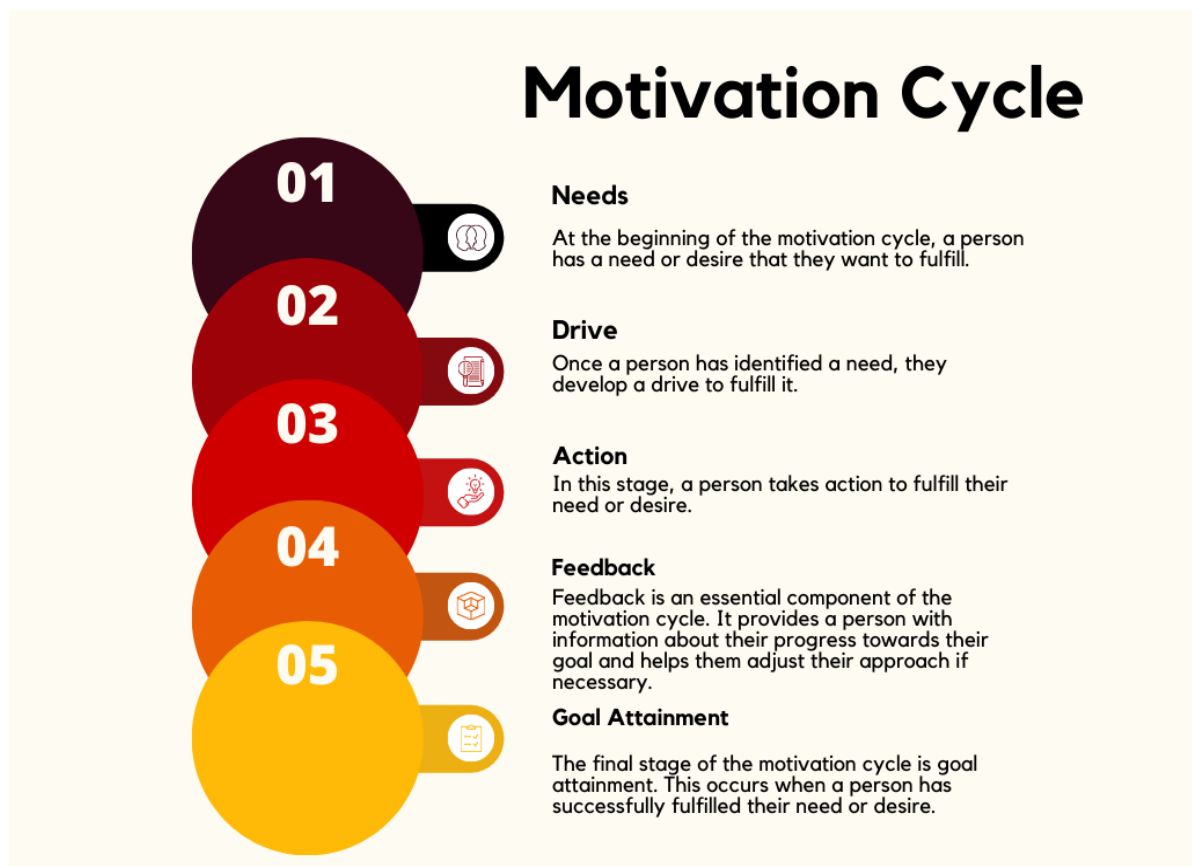 Motivation Cycle
01
Needs
At the beginning of the motivation cycle, a person
has a need or desire that they want to fulfill.
02
Drive
Once a person has identified a need, they
develop a drive to fulfill it.
03
Action
In this stage, a person takes action to fulfill their
need or desire.
04
Feedback
Feedback is an essential component of the
motivation cycle. It provides a person with
information about their progress towards their
goal and helps them adjust their approach if
necessary.
05
Goal Attainment
The final stage of the motivation cycle is goal
attainment. This occurs when a person has
successfully fulfilled their need or desire.